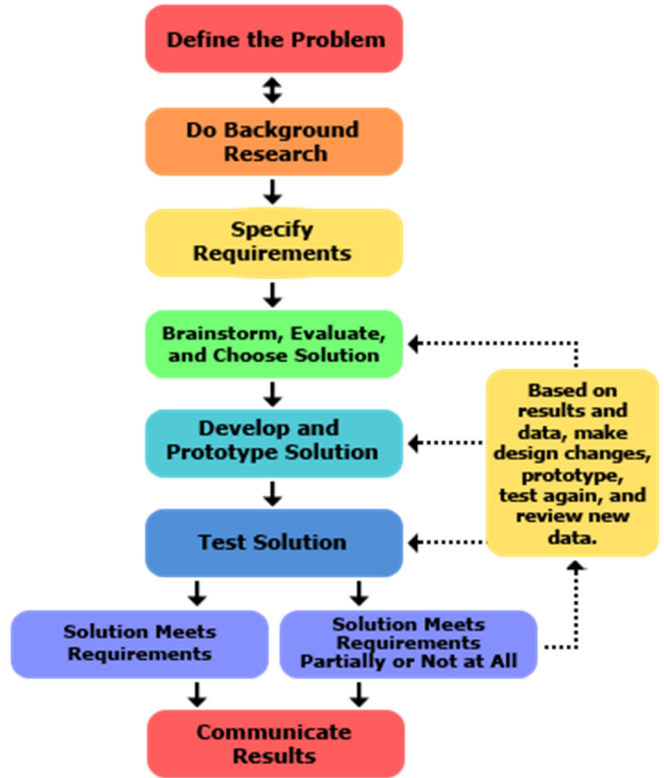 Define the Problem
Do Background
Research
Specify
Requirements
Brainstorm, Evaluate,
and Choose Solution
Based on
results and
data, make
design changes,
prototype,
test again, and
review new
data.
Develop and
Prototype Solution
Test Solution
Solution Meets
Requirements
Solution Meets
Requirements
Partially or Not at All
Communicate
Results